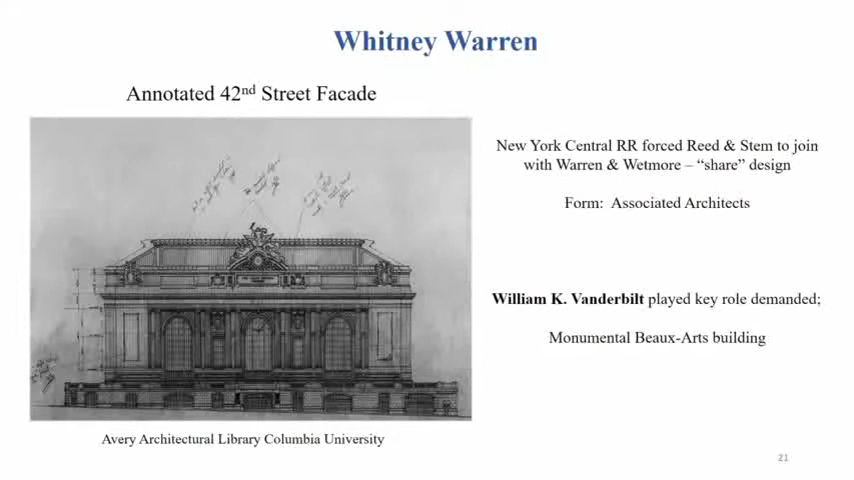 Whitney Warren
Annotated 42nd Street Facade
New York Central RR forced Reed & Stem to join
with Warren & Wetmore – “share” design
Form: Associated Architects
William K. Vanderbilt played key role demanded;
Monumental Beaux-Arts building
Avery Architectural Library Columbia University
21